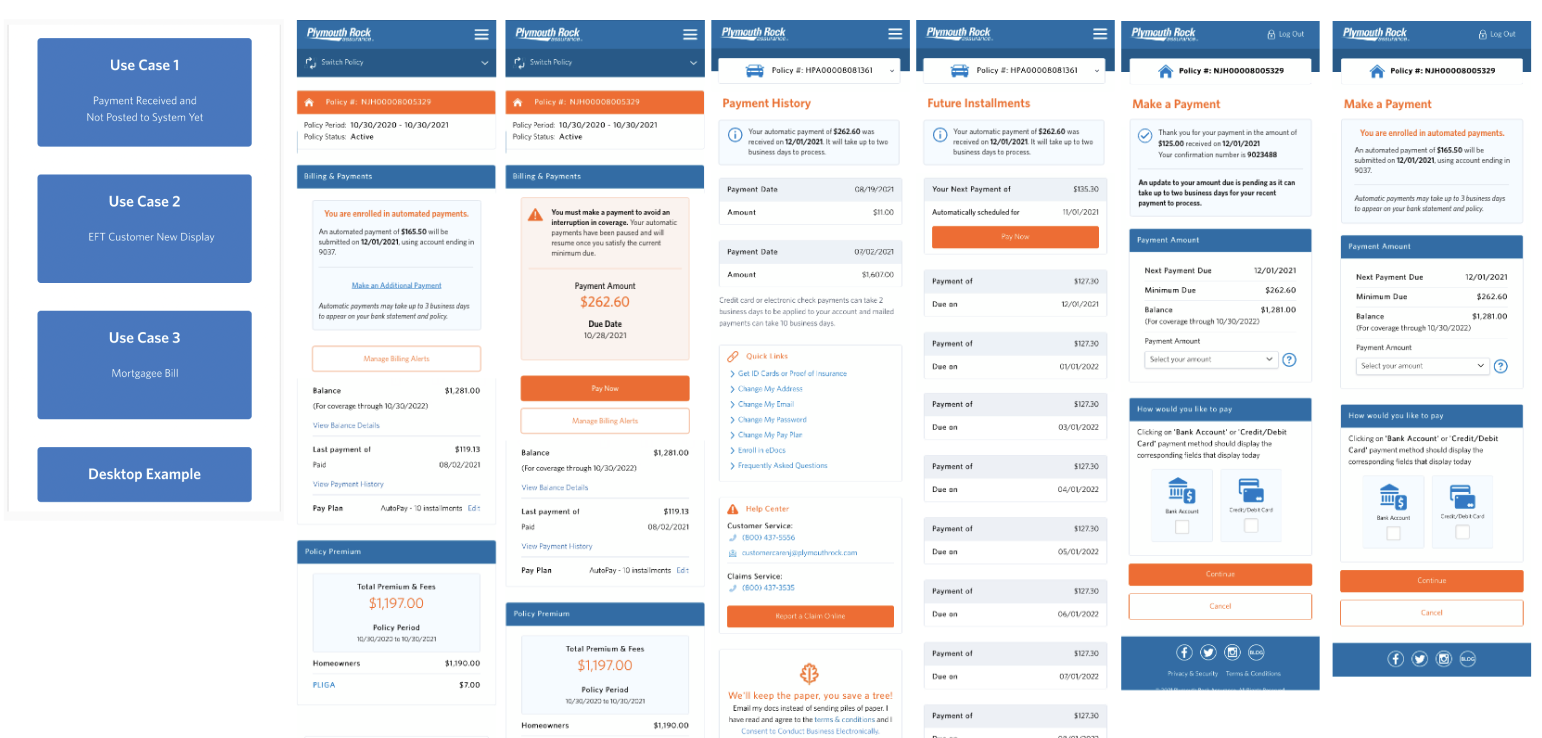 Use Case 1
Payment Received and
Not Posted to System Yet
Use Case 2
EFT Customer New Display
Use Case 3
Mortgagee Bill
Desktop Example
Plymouth Rock
assurance
Switch Policy
Policy #: NJH00008005329
Policy Period: 10/30/2020 - 10/30/2021
Policy Status: Active
Billing & Payments
You are enrolled in automated payments.
An automated payment of $165.50 will be
submitted on 12/01/2021, using account ending in
9037.
Make an Additional Payment
Automatic payments may take up to 3 business days
to appear on your bank statement and policy.
Manage Billing Alerts
Balance $1,281.00
(For coverage through 10/30/2022)
View Balance Details
Last payment of $119.13
Paid 08/02/2021
View Payment History
Pay Plan AutoPay - 10 installments Edit
Policy Premium
Total Premium & Fees
$1,197.00
Policy Period
10/30/2020 to 10/30/2021
Homeowners $1,190.00
PLIGA $7.00
Plymouth Rock
assurance
Switch Policy
Policy #: NJH00008005329
Policy Period: 10/30/2020 - 10/30/2021
Policy Status: Active
Billing & Payments
You must make a payment to avoid an
interruption in coverage. Your automatic
payments have been paused and will
resume once you satisfy the current
minimum due.
Payment Amount
$262.60
Due Date
10/28/2021
Pay Now
Manage Billing Alerts
Balance $1,281.00
(For coverage through 10/30/2022)
View Balance Details
Last payment of $119.13
Paid 08/02/2021
View Payment History
Pay Plan AutoPay - 10 installments Edit
Policy Premium
Total Premium & Fees
$1,197.00
Policy Period
10/30/2020 to 10/30/2021
Homeowners $1,190.00
Plymouth Rock
assurance
Policy #: HPA00008081361
Payment History
Your automatic payment of $262.60 was
received on 12/01/2021. It will take up to two
business days to process.
Payment Date 08/19/2021
Amount $11.00
Payment Date 07/02/2021
Amount $1,607.00
Credit card or electronic check payments can take 2
business days to be applied to your account and mailed
payments can take 10 business days.
Quick Links
Get ID Cards or Proof of Insurance
Change My Address
Change My Email
Change My Password
Change My Pay Plan
Enroll in eDocs
Frequently Asked Questions
Help Center
Customer Service:
(800) 437-5556
customercarenj@plymouthrock.com
Claims Service:
(800) 437-3535
Report a Claim Online
We'll keep the paper, you save a tree!
Email my docs instead of sending piles of paper. I
have read and agree to the terms & conditions and I
Consent to Conduct Business Electronically.
Plymouth Rock
assurance
Policy #: HPA00008081361
Future Installments
Your automatic payment of $262.60 was
received on 12/01/2021. It will take up to two
business days to process.
Your Next Payment of $135.30
Automatically scheduled for 11/01/2021
Pay Now
Payment of $127.30
Due on 12/01/2021
Payment of $127.30
Due on 01/01/2022
Payment of $127.30
Due on 03/01/2022
Payment of $127.30
Due on 04/01/2022
Payment of $127.30
Due on 05/01/2022
Payment of $127.30
Due on 06/01/2022
Payment of $127.30
Due on 07/01/2022
Payment of $127.30
Plymouth Rock
assurance
Log Out
Policy #: NJH00008005329
Make a Payment
Thank you for your payment in the amount of
$125.00 received on 12/01/2021
Your confirmation number is 9023488
An update to your amount due is pending as it can
take up to two business days for your recent
payment to process.
Payment Amount
Next Payment Due 12/01/2021
Minimum Due $262.60
Balance $1,281.00
(For coverage through 10/30/2022)
Payment Amount
Select your amount
?
How would you like to pay
Clicking on 'Bank Account' or 'Credit/Debit
Card' payment method should display the
corresponding fields that display today
Bank Account Credit/Debit Card
Continue
Cancel
BLOG
Privacy & Security Terms & Conditions
Plymouth Rock
assurance
Log Out
Policy #: NJH00008005329
Make a Payment
You are enrolled in automated payments.
An automated payment of $165.50 will be
submitted on 12/01/2021, using account ending in
9037.
Automatic payments may take up to 3 business days
to appear on your bank statement and policy.
Payment Amount
Next Payment Due 12/01/2021
Minimum Due $262.60
Balance $1,281.00
(For coverage through 10/30/2022)
Payment Amount
Select your amount
?
How would you like to pay
Clicking on 'Bank Account' or 'Credit/Debit
Card' payment method should display the
corresponding fields that display today
Bank Account Credit/Debit Card
Continue
Cancel
BLOG